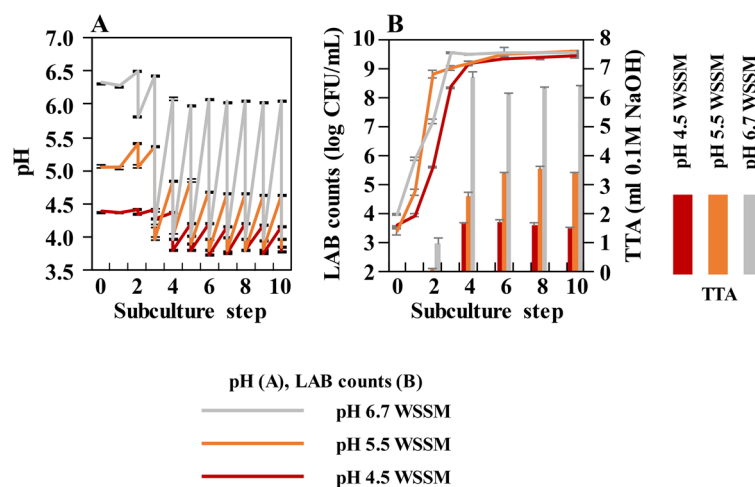 A
7.0
6.5
6.0
5.5
5.0
4.5
4.0
3.5
pH
0 2 4 6 8 10
Subculture step
B
10
9
8
7
6
5
4
3
2
LAB counts (log CFU/mL)
8
7
6
5
4
3
2
1
0
TTA (ml 0.1M NaOH)
0 2 4 6 8 10
Subculture step
pH 4.5 WSSM
pH 5.5 WSSM
pH 6.7 WSSM
TTA
pH (A), LAB counts (B)
pH 6.7 WSSM
pH 5.5 WSSM
pH 4.5 WSSM